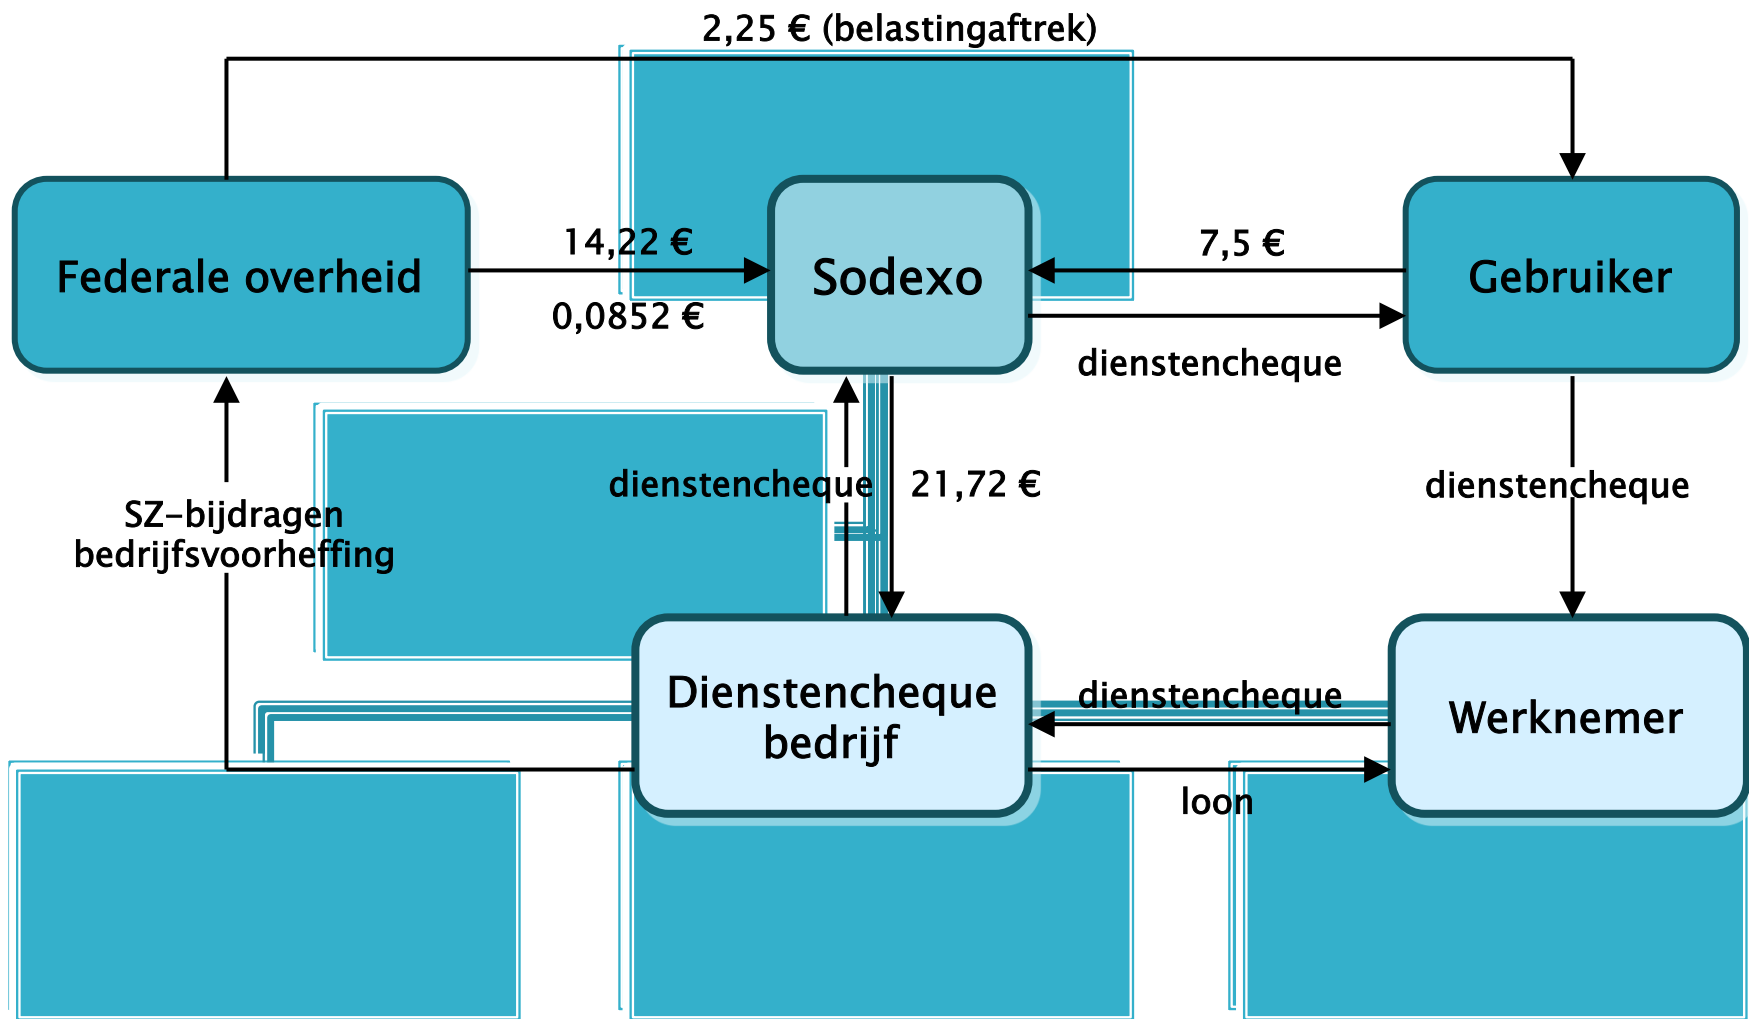 2,25 € (belastingaftrek)
Federale overheid
14,22 €
0,0852 €
Sodexo
7,5 €
dienstencheque
Gebruiker
SZ-bijdragen
bedrijfsvoorheffing
dienstencheque
21,72 €
dienstencheque
Dienstencheque
bedrijf
dienstencheque
loon
Werknemer